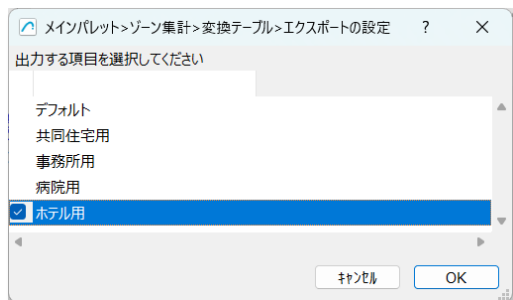 メインパレット>ゾーン集計>変換テーブル>エクスポートの設定 ?
出力する項目を選択してください
デフォルト
共同住宅用
事務所用
病院用
ホテル用
キャンセル OK